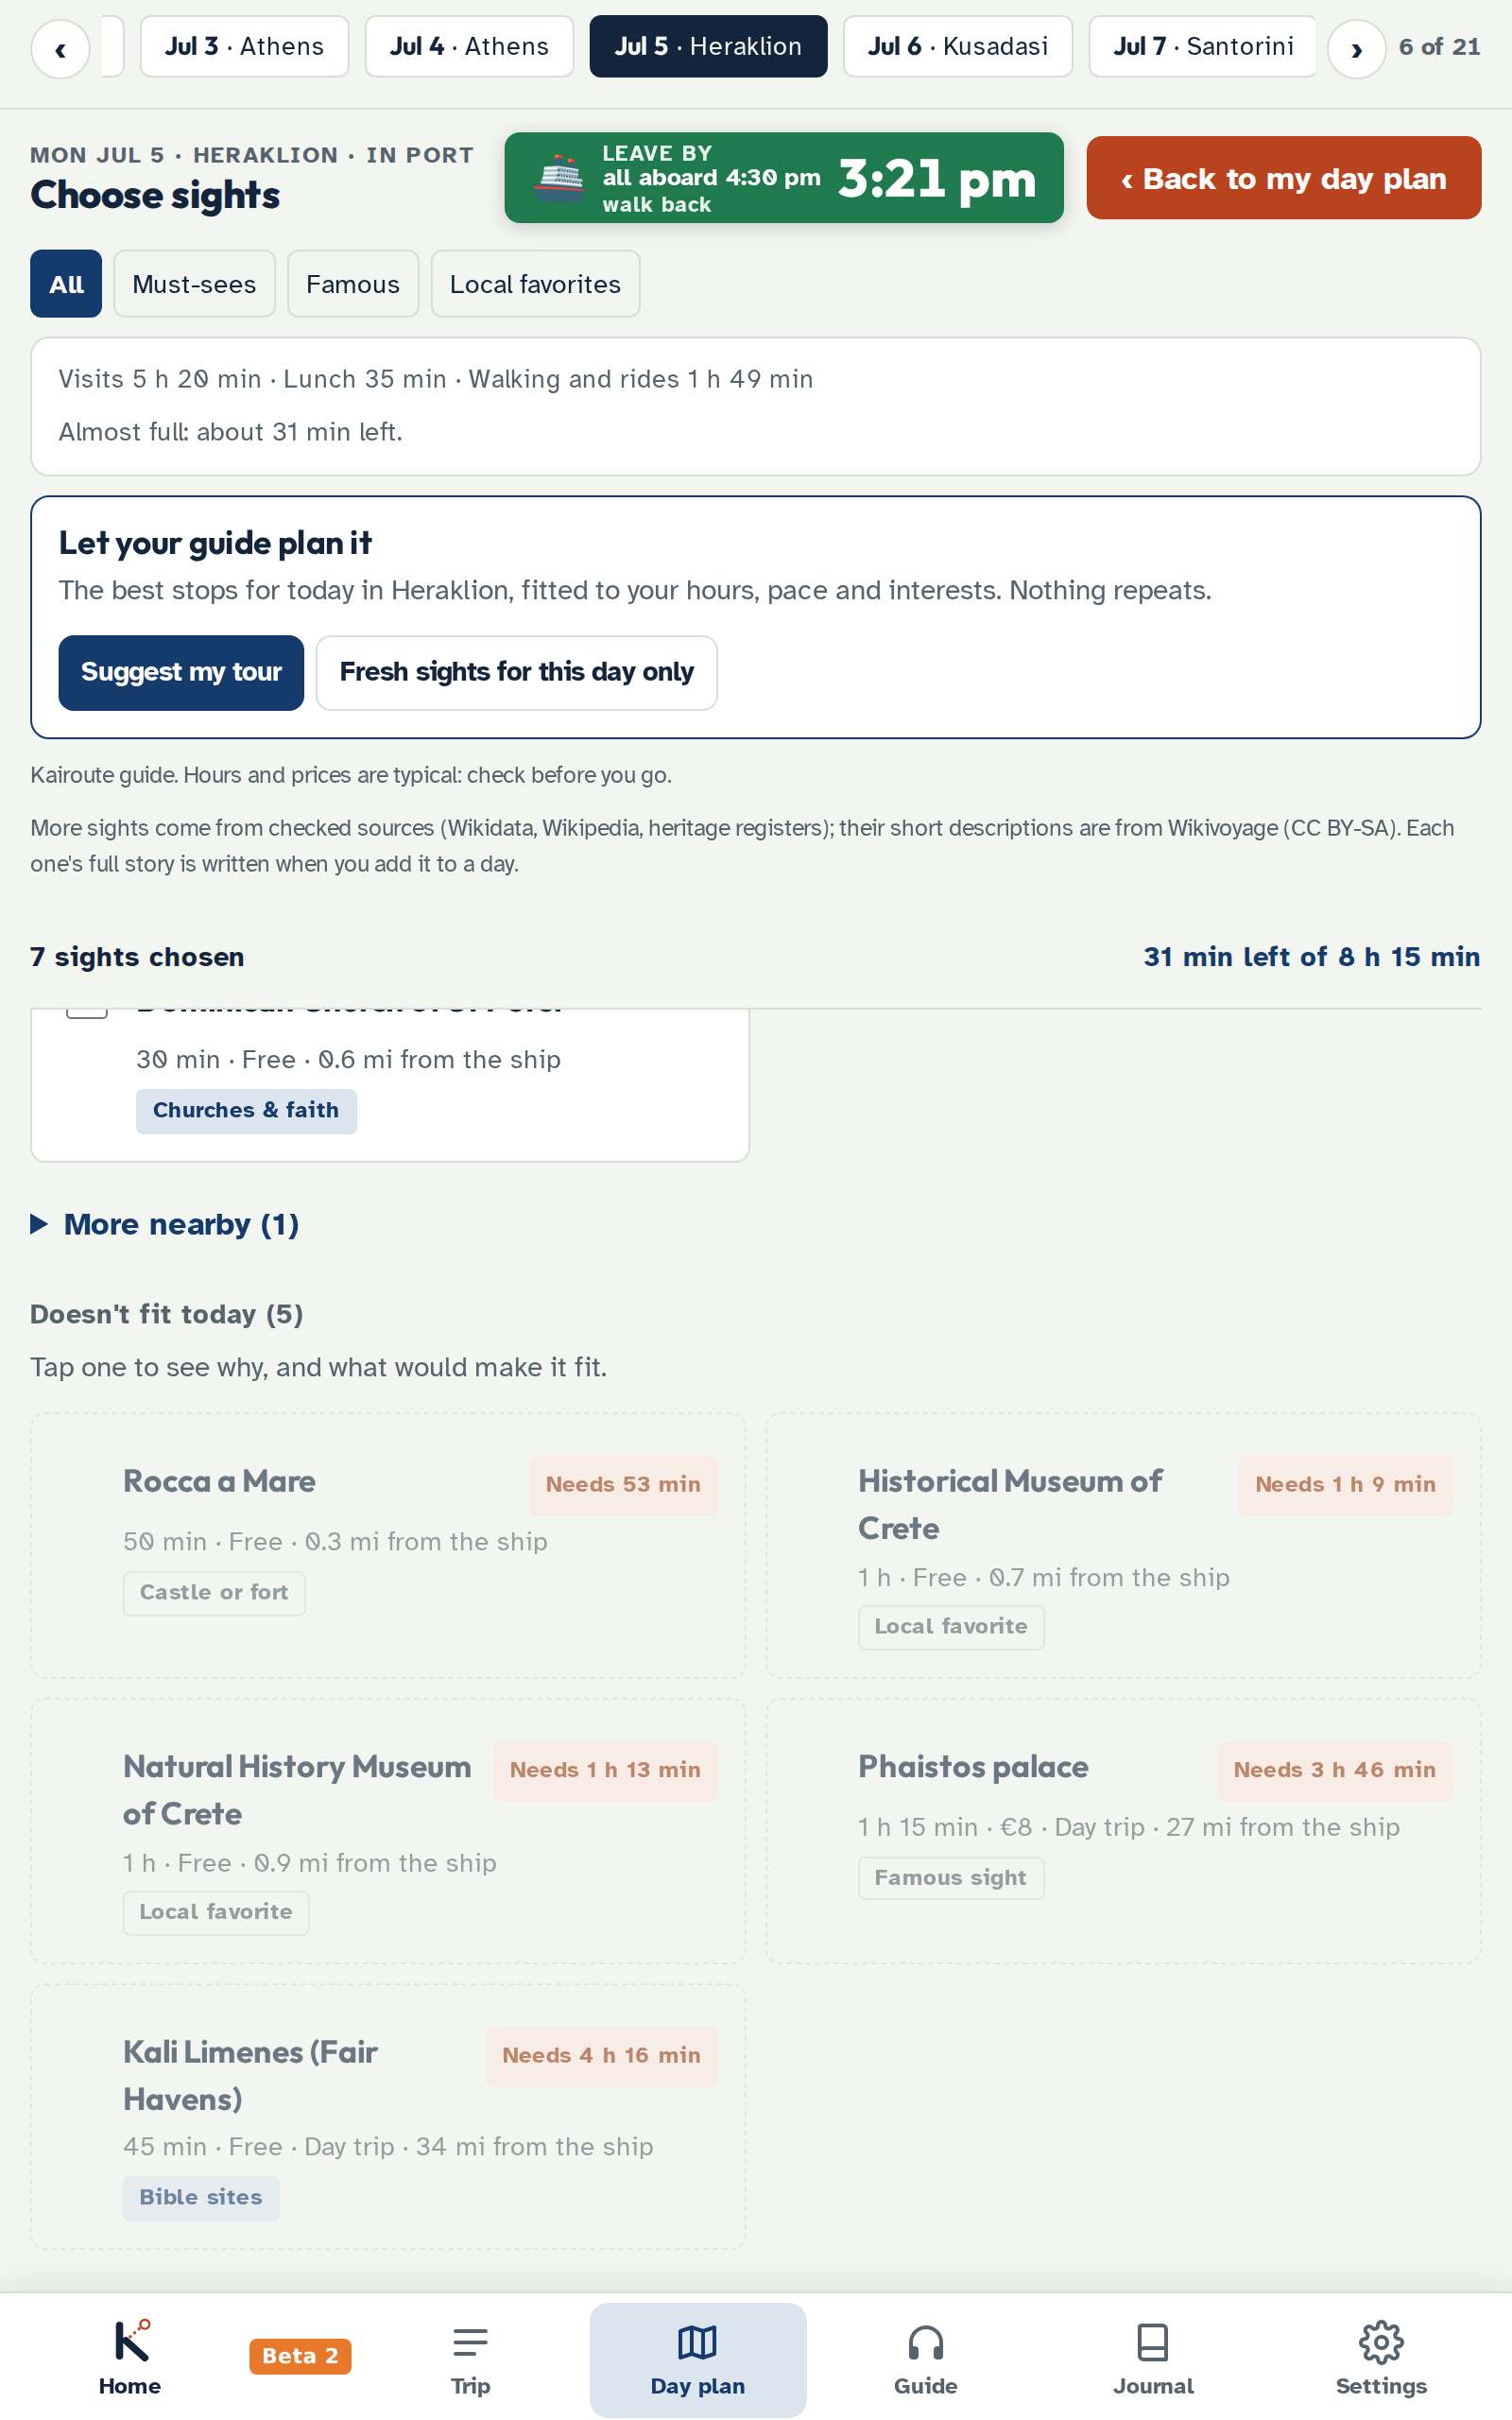 ‹
Jul 3 · Athens
Jul 4 · Athens
Jul 5 · Heraklion
Jul 6 · Kusadasi
Jul 7 · Santorini
›
6 of 21
MON JUL 5 · HERAKLION · IN PORT
Choose sights
LEAVE BY
all aboard 4:30 pm
walk back
3:21 pm
‹ Back to my day plan
All
Must-sees
Famous
Local favorites
Visits 5 h 20 min · Lunch 35 min · Walking and rides 1 h 49 min
Almost full: about 31 min left.
Let your guide plan it
The best stops for today in Heraklion, fitted to your hours, pace and interests. Nothing repeats.
Suggest my tour
Fresh sights for this day only
Kairoute guide. Hours and prices are typical: check before you go.
More sights come from checked sources (Wikidata, Wikipedia, heritage registers); their short descriptions are from Wikivoyage (CC BY-SA). Each
one's full story is written when you add it to a day.
7 sights chosen
31 min left of 8 h 15 min
30 min · Free · 0.6 mi from the ship
Churches & faith
More nearby (1)
Doesn't fit today (5)
Tap one to see why, and what would make it fit.
Rocca a Mare
Needs 53 min
50 min · Free · 0.3 mi from the ship
Castle or fort
Historical Museum of
Crete
Needs 1 h 9 min
1 h · Free · 0.7 mi from the ship
Local favorite
Natural History Museum
of Crete
Needs 1 h 13 min
1 h · Free · 0.9 mi from the ship
Local favorite
Phaistos palace
Needs 3 h 46 min
1 h 15 min · €8 · Day trip · 27 mi from the ship
Famous sight
Kali Limenes (Fair
Havens)
Needs 4 h 16 min
45 min · Free · Day trip · 34 mi from the ship
Bible sites
Home
Beta 2
Trip
Day plan
Guide
Journal
Settings